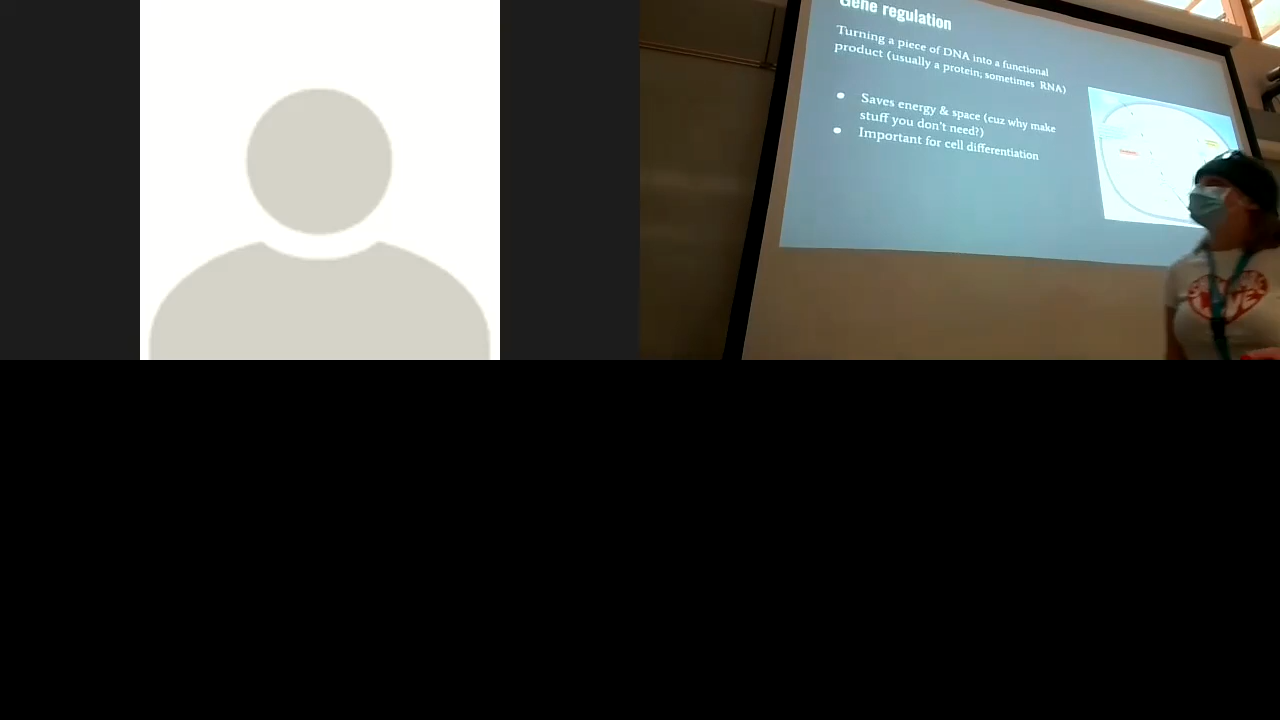 Gene regulation
Turning a piece of DNA into a functional
product (usually a protein, sometimes RNA)
Saves energy & space (cuz why make
stuff you don't need?)
Important for cell differentiation